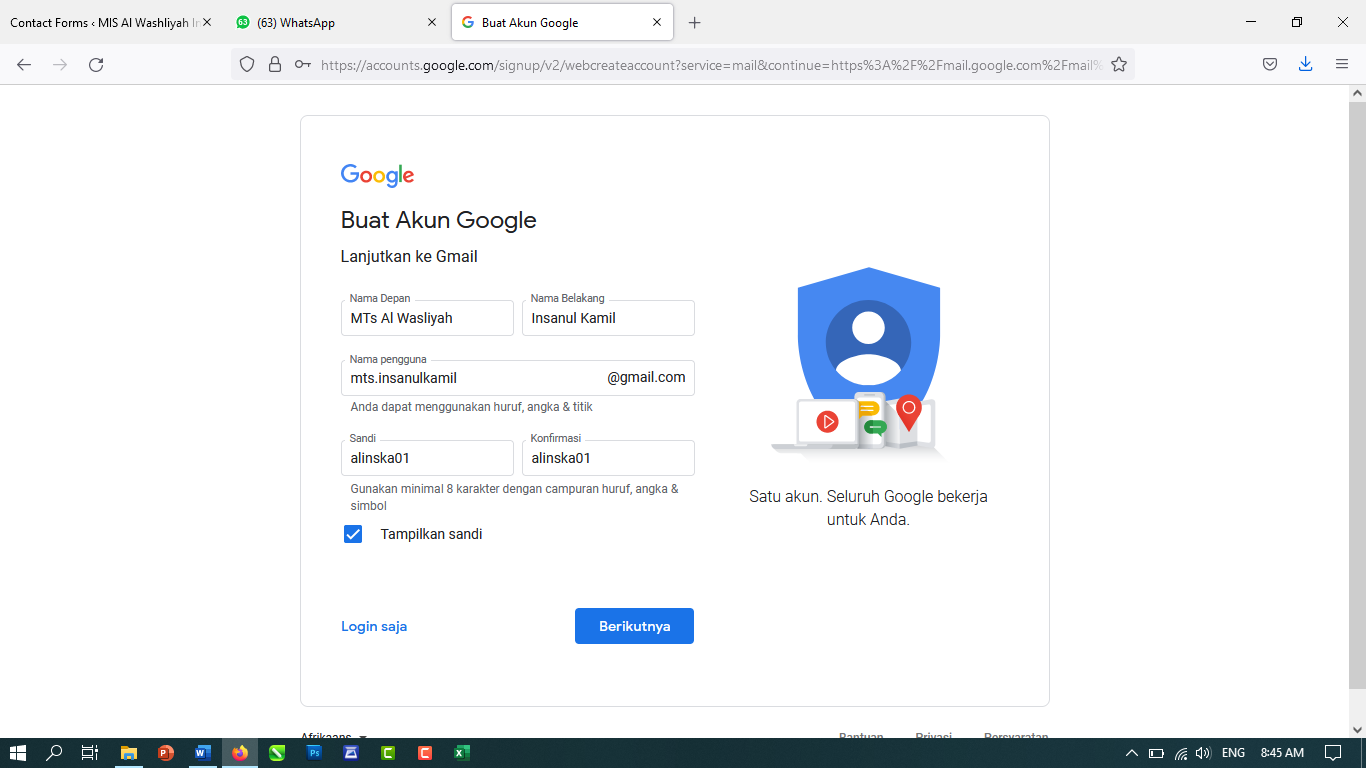 Contact Forms ‹ MIS Al Washliyah In
(63) WhatsApp
Buat Akun Google
https://accounts.google.com/signup/v2/webcreateaccount?service=mail&continue=https%3A%2F%2Fmail.google.com%2Fmail%
Google
Buat Akun Google
Lanjutkan ke Gmail
Nama Depan Nama Belakang
MTs Al Wasliyah Insanul Kamil
Nama pengguna
mts.insanulkamil @gmail.com
Anda dapat menggunakan huruf, angka & titik
Sandi Konfirmasi
alinska01 alinska01
Gunakan minimal 8 karakter dengan campuran huruf, angka &
simbol
Tampilkan sandi
Satu akun. Seluruh Google bekerja
untuk Anda.
Login saja Berikutnya
Afrikaans Bantuan Privasi Persyaratan
ENG 8:45 AM